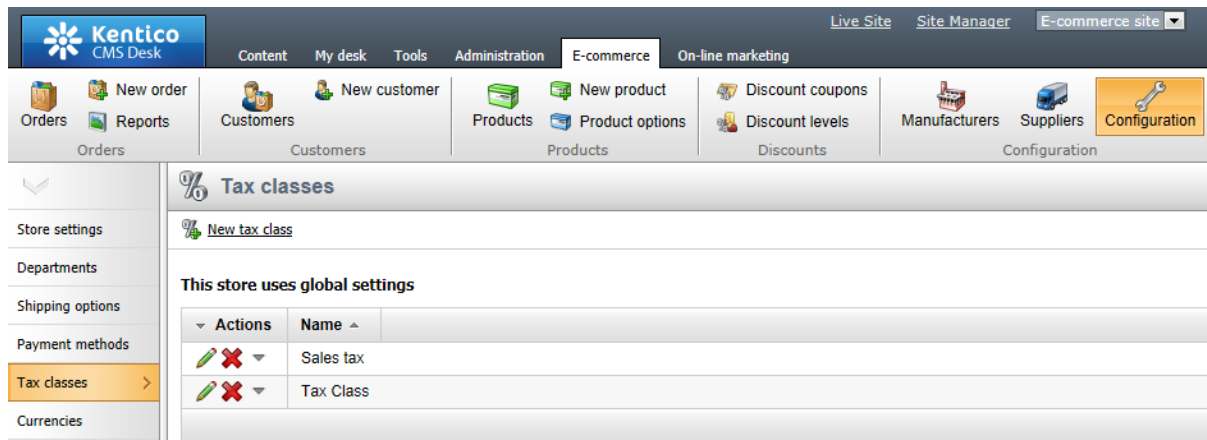 Live Site Site Manager E-commerce site
Kentico
CMS Desk
Content My desk Tools Administration E-commerce On-line marketing
New order New customer New product Discount coupons
Orders Reports Customers Products Product options Discount levels Manufacturers Suppliers Configuration
Orders Customers Products Discounts Configuration
Tax classes
Store settings
New tax class
Departments
This store uses global settings
Shipping options
Actions Name
Payment methods
Sales tax
Tax classes
Tax Class
Currencies